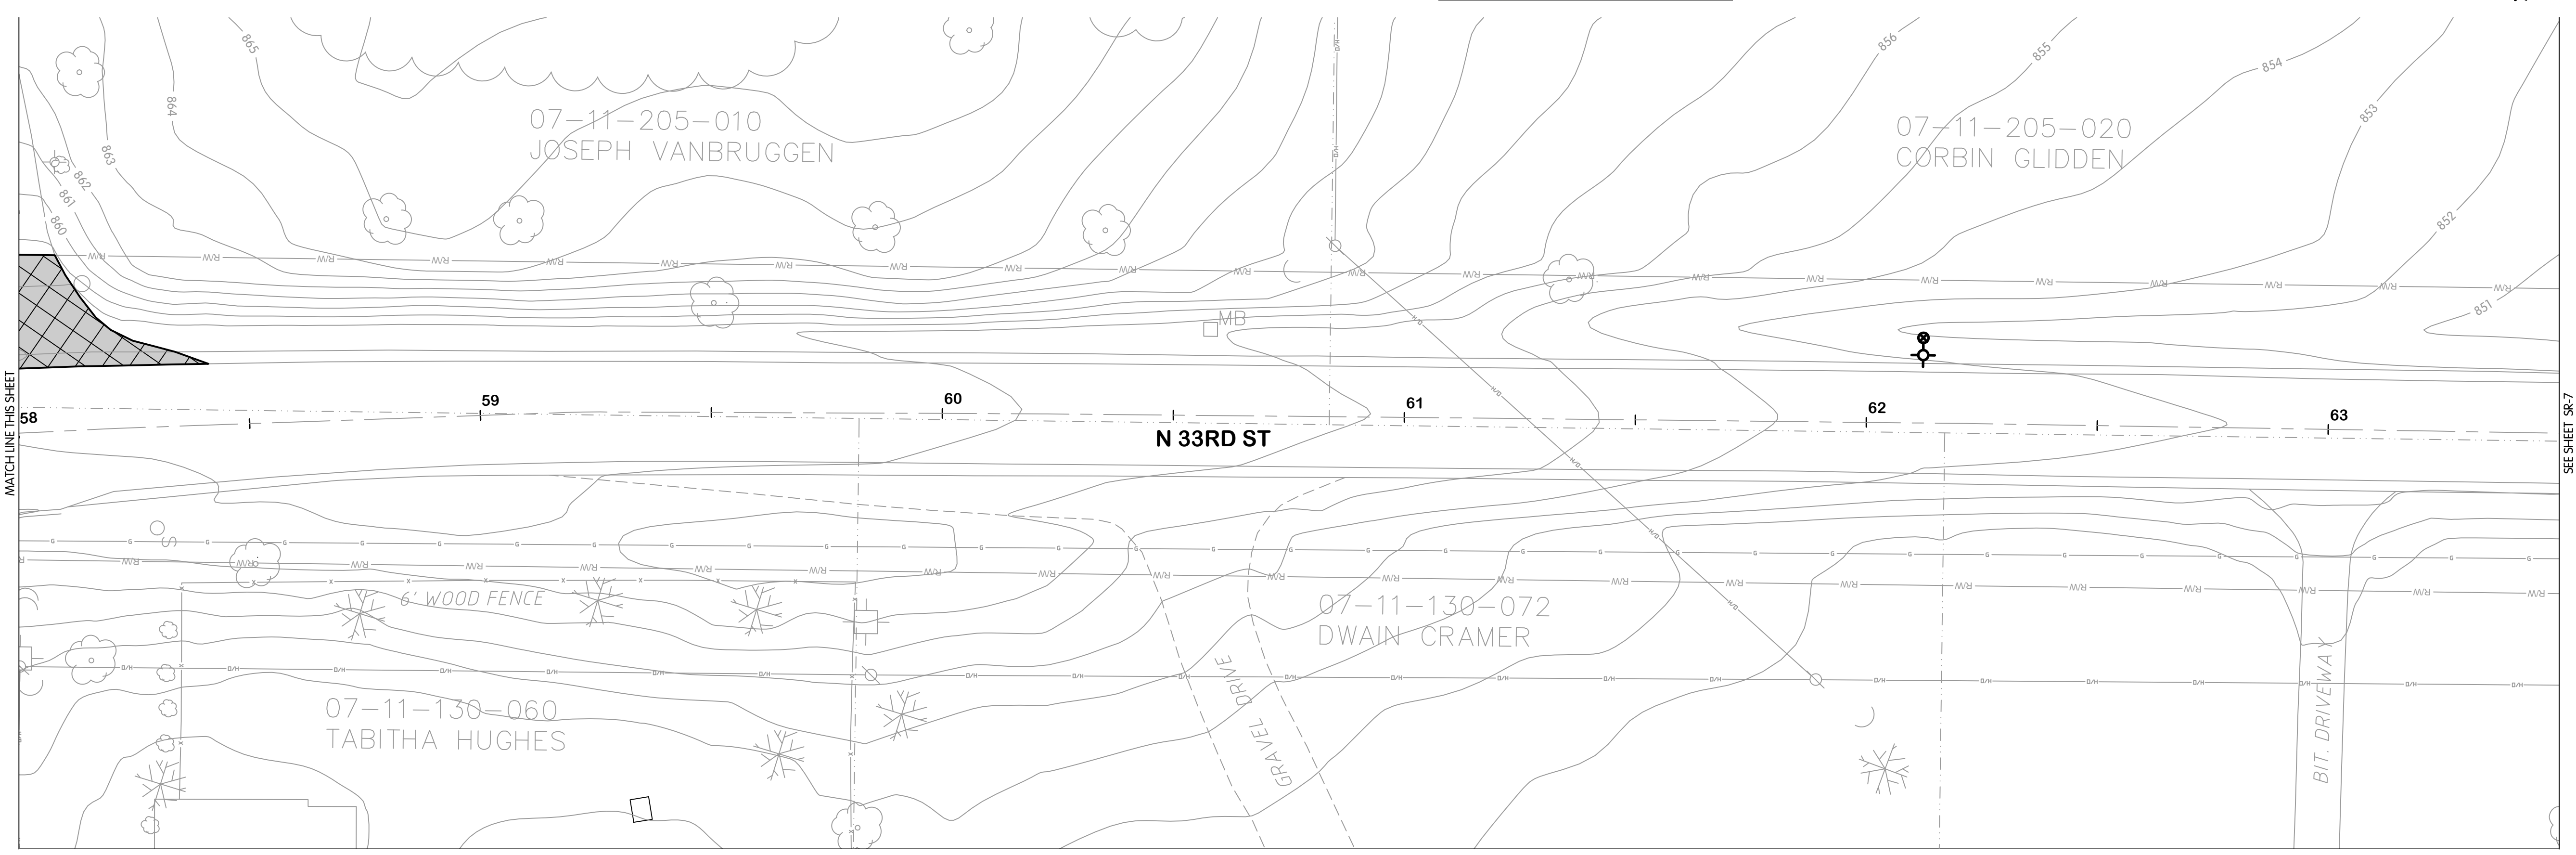 865
856
855
854
853
864
863
862
861
860
852
851
07-11-205-010
JOSEPH VANBRUGGEN
07-11-205-020
CORBIN GLIDDEN
MB
MATCH LINE THIS SHEET
58
59
60
61
62
63
N 33RD ST
SEE SHEET SR-7
6' WOOD FENCE
07-11-130-072
DWAIN CRAMER
GRAVEL DRIVE
BIT. DRIVEWAY
07-11-130-060
TABITHA HUGHES
R/W
G
O/H
X
S